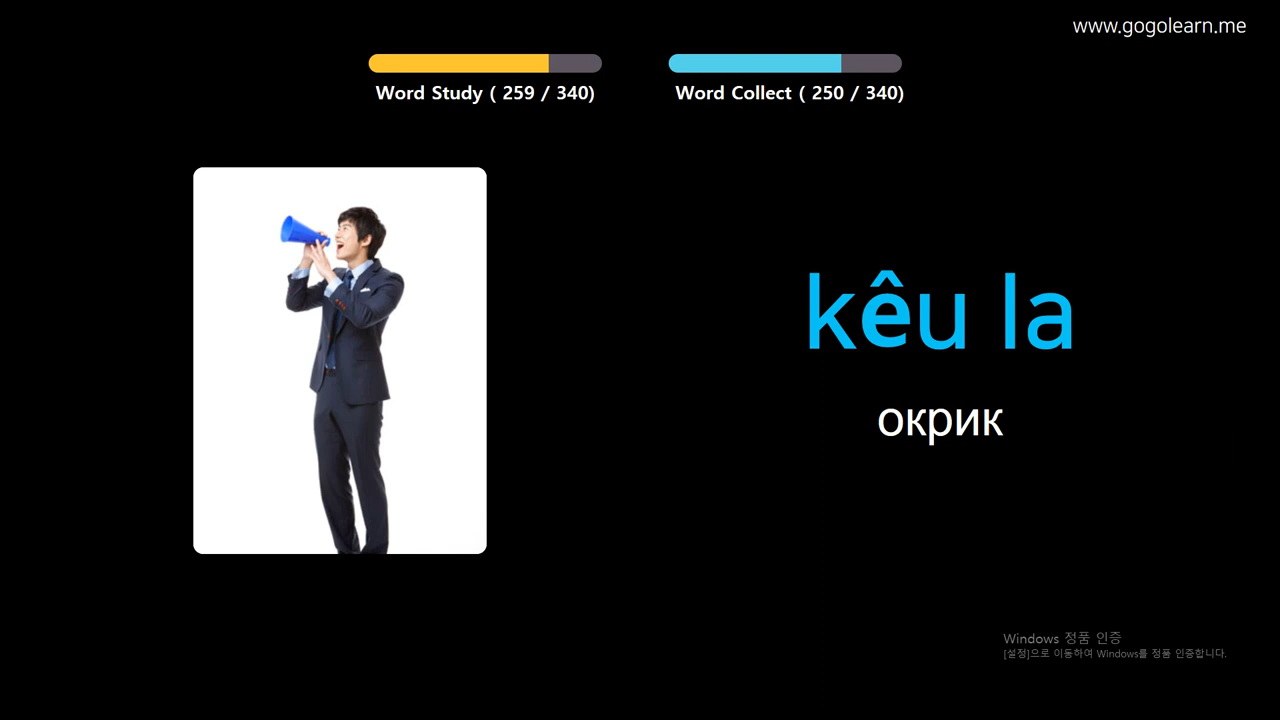 www.gogolearn.me
Word Study ( 259 / 340)
Word Collect ( 250 / 340)
kêu la
окрик
Windows 정품 인증
[설정]으로 이동하여 Windows를 정품 인증합니다.